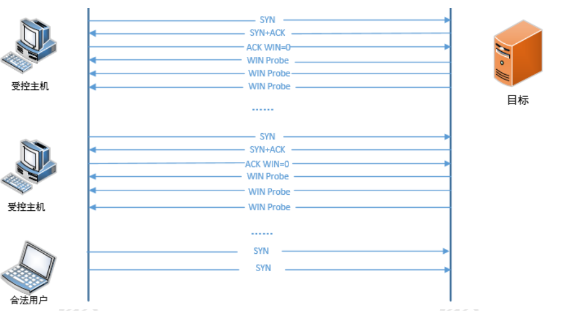 SYN
SYN+ACK
ACK WIN=0
WIN Probe
WIN Probe
WIN Probe
受控主机
目标
......
SYN
SYN+ACK
ACK WIN=0
WIN Probe
WIN Probe
WIN Probe
受控主机
......
SYN
SYN
合法用户